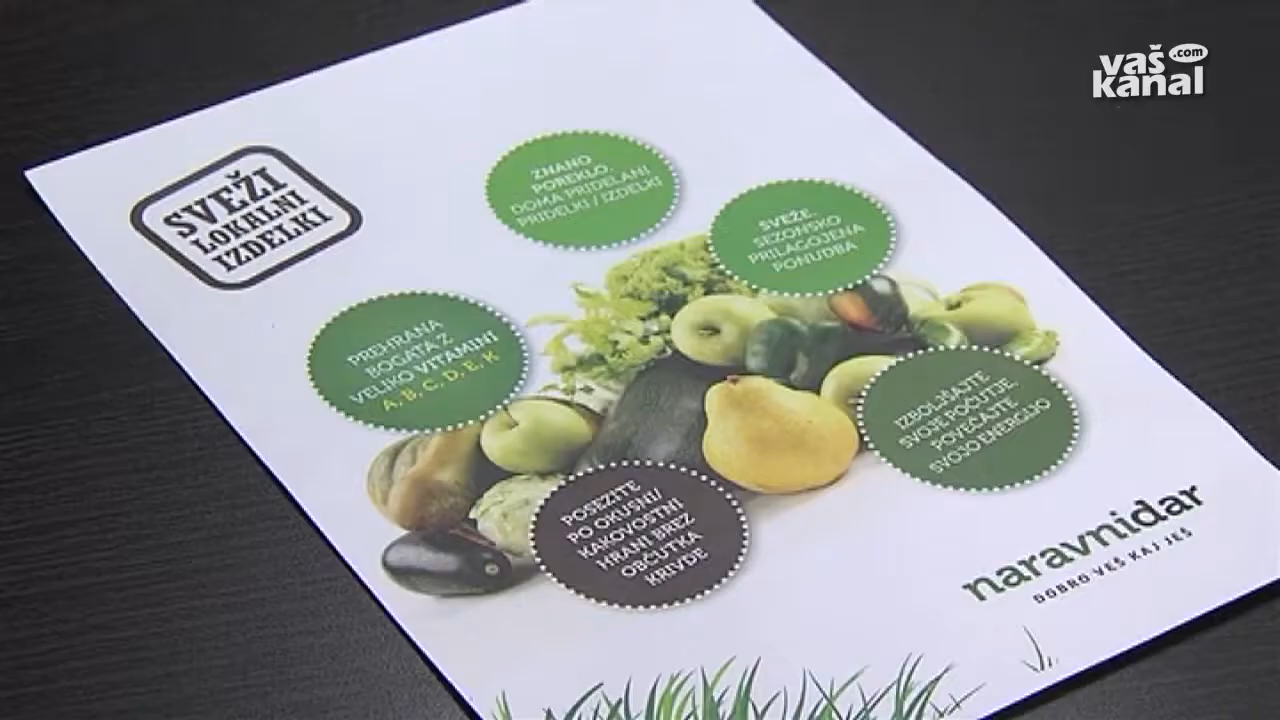 vaš
.com
kanal
SVEŽI
LOKALNI
IZDELKI
ZNANO
POREKLO.
DOMA PRIDELANI
PRIDELKI / IZDELKI
SVEŽE,
SEZONSKO
PRILAGOJENA
PONUDBA
PREHRANA
BOGATA Z
VELIKO VITAMINI
A, B, C, D, E, K
IZBOLJŠAJTE
SVOJE POČUTJE,
POVEČAJTE
SVOJO ENERGIJO
POSEZITE
PO OKUSNI/
KAKOVOSTNI
HRANI BREZ
OBČUTKA
KRIVDE
naravnidar
DOBRO VEŠ KAJ JEŠ